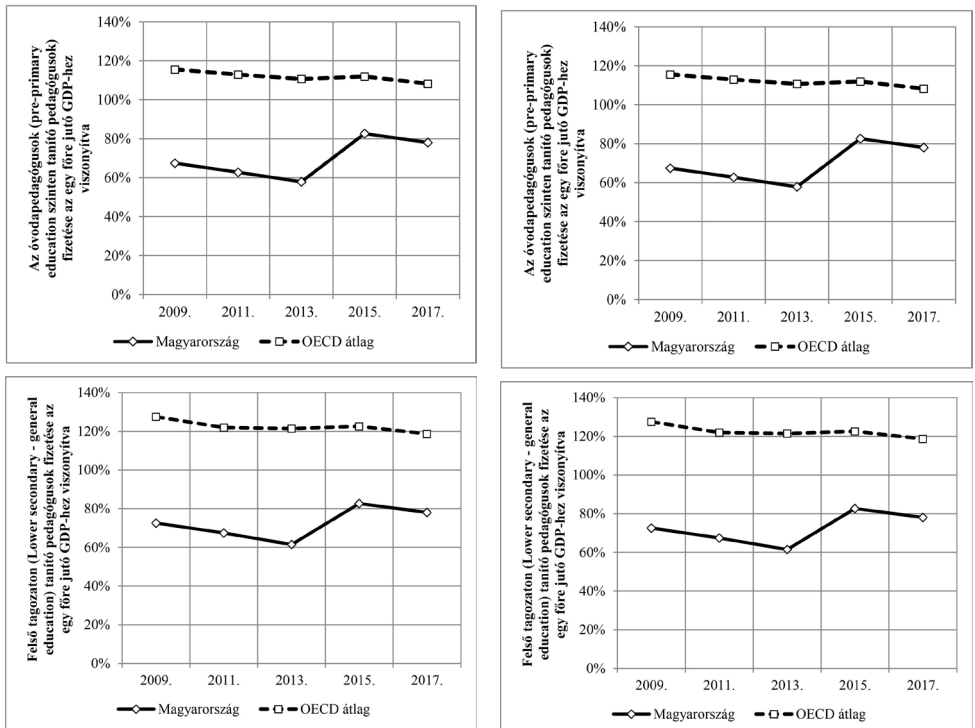 Az óvodapedagógusok (pre-primary
education szinten tanító pedagógusok)
fizetése az egy főre jutó GDP-hez
viszonyítva
140%
120%
100%
80%
60%
40%
20%
0%
2009.
2011.
2013.
2015.
2017.
Magyarország
OECD átlag
Az óvodapedagógusok (pre-primary
education szinten tanító pedagógusok)
fizetése az egy főre jutó GDP-hez
viszonyítva
140%
120%
100%
80%
60%
40%
20%
0%
2009.
2011.
2013.
2015.
2017.
Magyarország
OECD átlag
Felső tagozaton (Lower secondary - general
education) tanító pedagógusok fizetése az
egy főre jutó GDP-hez viszonyítva
140%
120%
100%
80%
60%
40%
20%
0%
2009.
2011.
2013.
2015.
2017.
Magyarország
OECD átlag
Felső tagozaton (Lower secondary - general
education) tanító pedagógusok fizetése az
egy főre jutó GDP-hez viszonyítva
140%
120%
100%
80%
60%
40%
20%
0%
2009.
2011.
2013.
2015.
2017.
Magyarország
OECD átlag